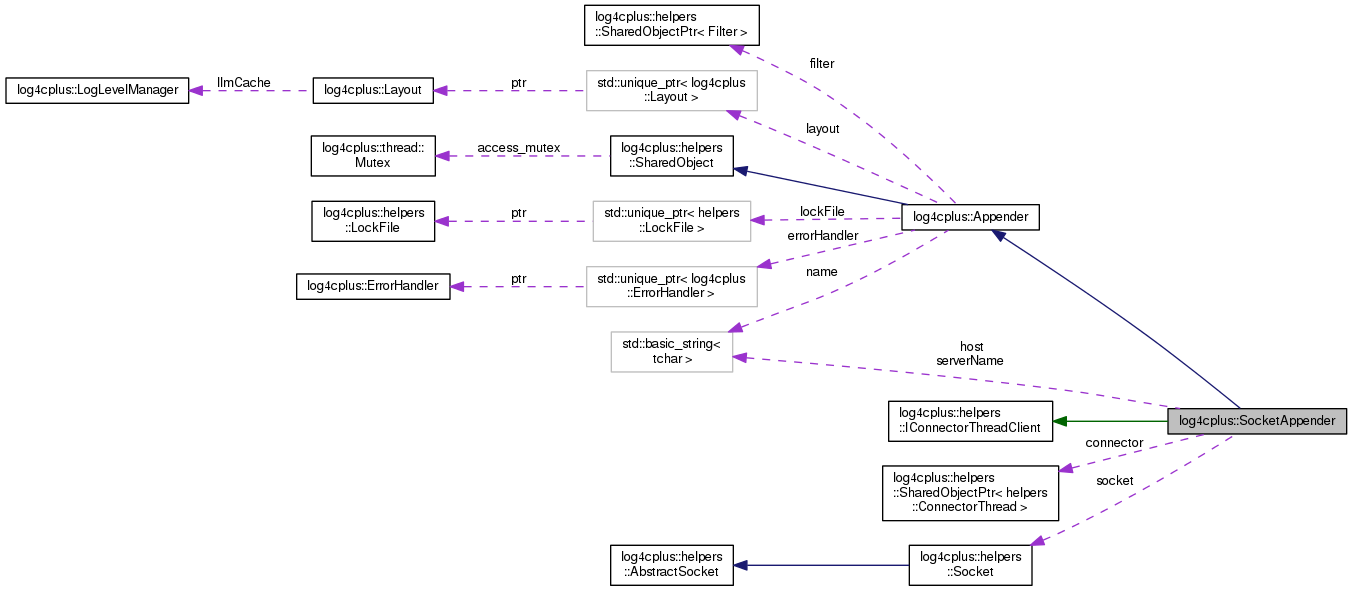 log4cplus::helpers
::SharedObjectPtr< Filter >
filter
log4cplus::LogLevelManager
llmCache
log4cplus::Layout
ptr
std::unique_ptr< log4cplus
::Layout >
layout
log4cplus::thread::
Mutex
access_mutex
log4cplus::helpers
::SharedObject
log4cplus::helpers
::LockFile
ptr
std::unique_ptr< helpers
::LockFile >
lockFile
log4cplus::Appender
errorHandler
log4cplus::ErrorHandler
ptr
std::unique_ptr< log4cplus
::ErrorHandler >
name
std::basic_string<
tchar >
host
serverName
log4cplus::helpers
::IConnectorThreadClient
log4cplus::SocketAppender
connector
log4cplus::helpers
::SharedObjectPtr< helpers
::ConnectorThread >
socket
log4cplus::helpers
::AbstractSocket
log4cplus::helpers
::Socket